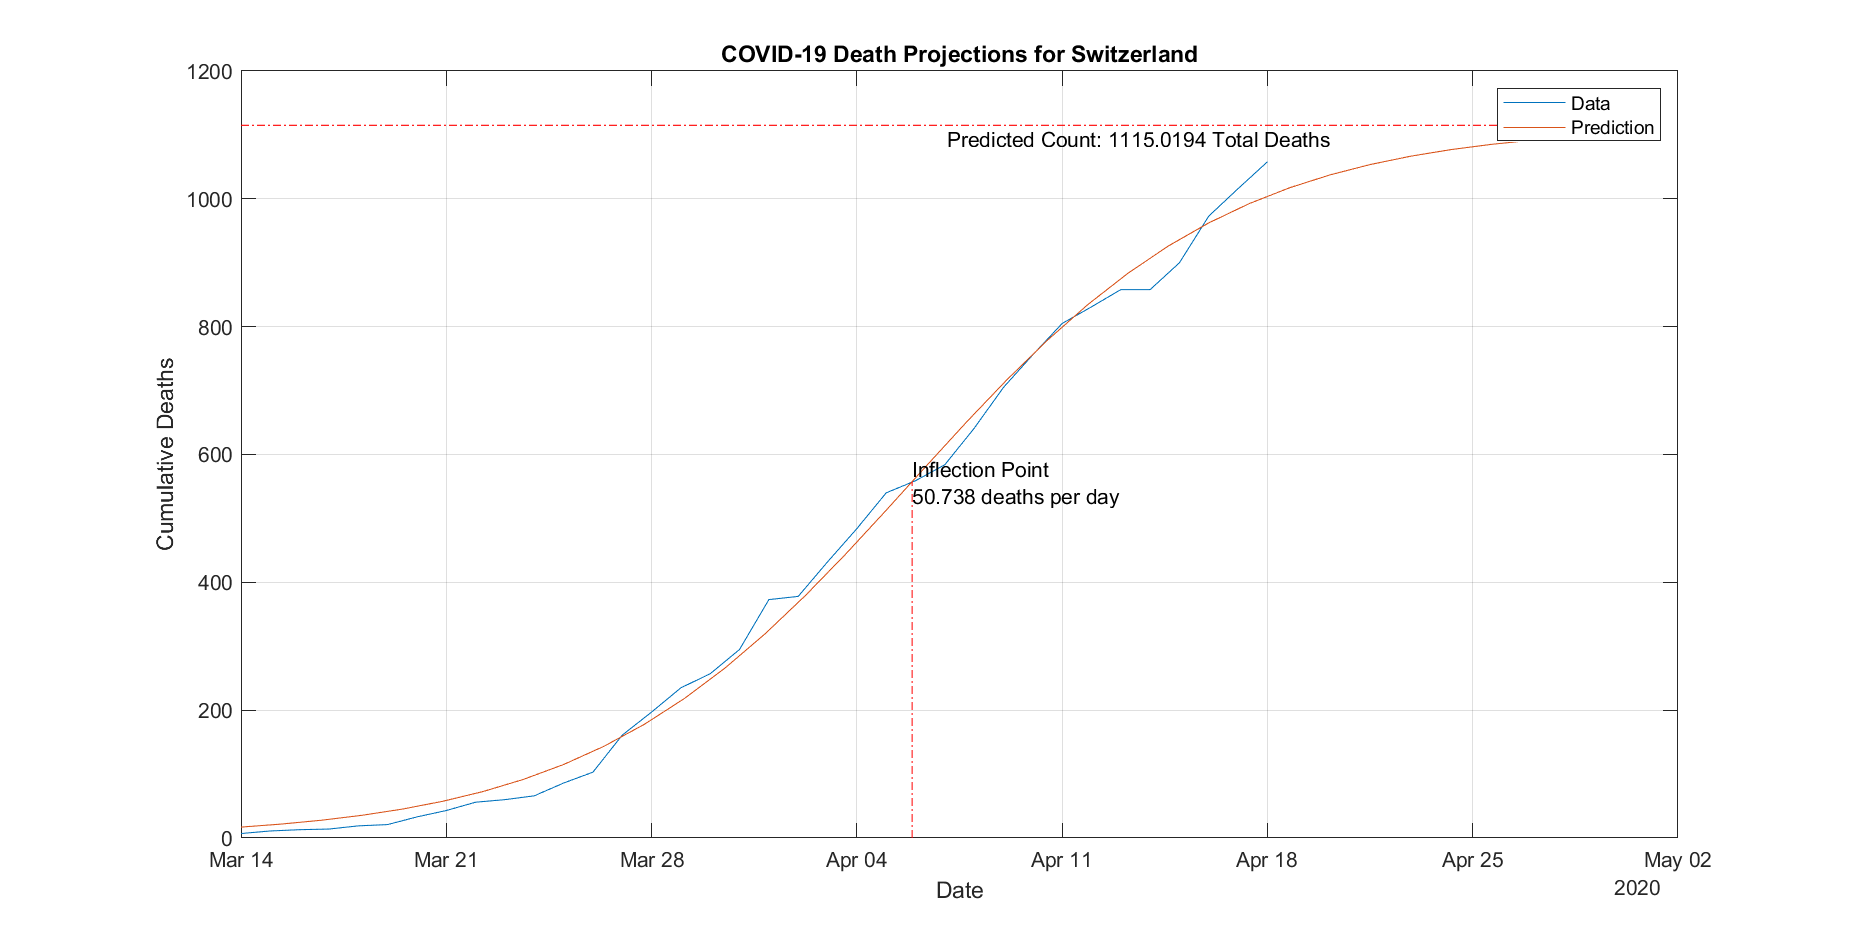 COVID-19 Death Projections for Switzerland
1200
1000
800
600
400
200
0
Cumulative Deaths
Data
Prediction
Predicted Count: 1115.0194 Total Deaths
Inflection Point
50.738 deaths per day
Mar 14 Mar 21 Mar 28 Apr 04 Apr 11 Apr 18 Apr 25 May 02
2020
Date